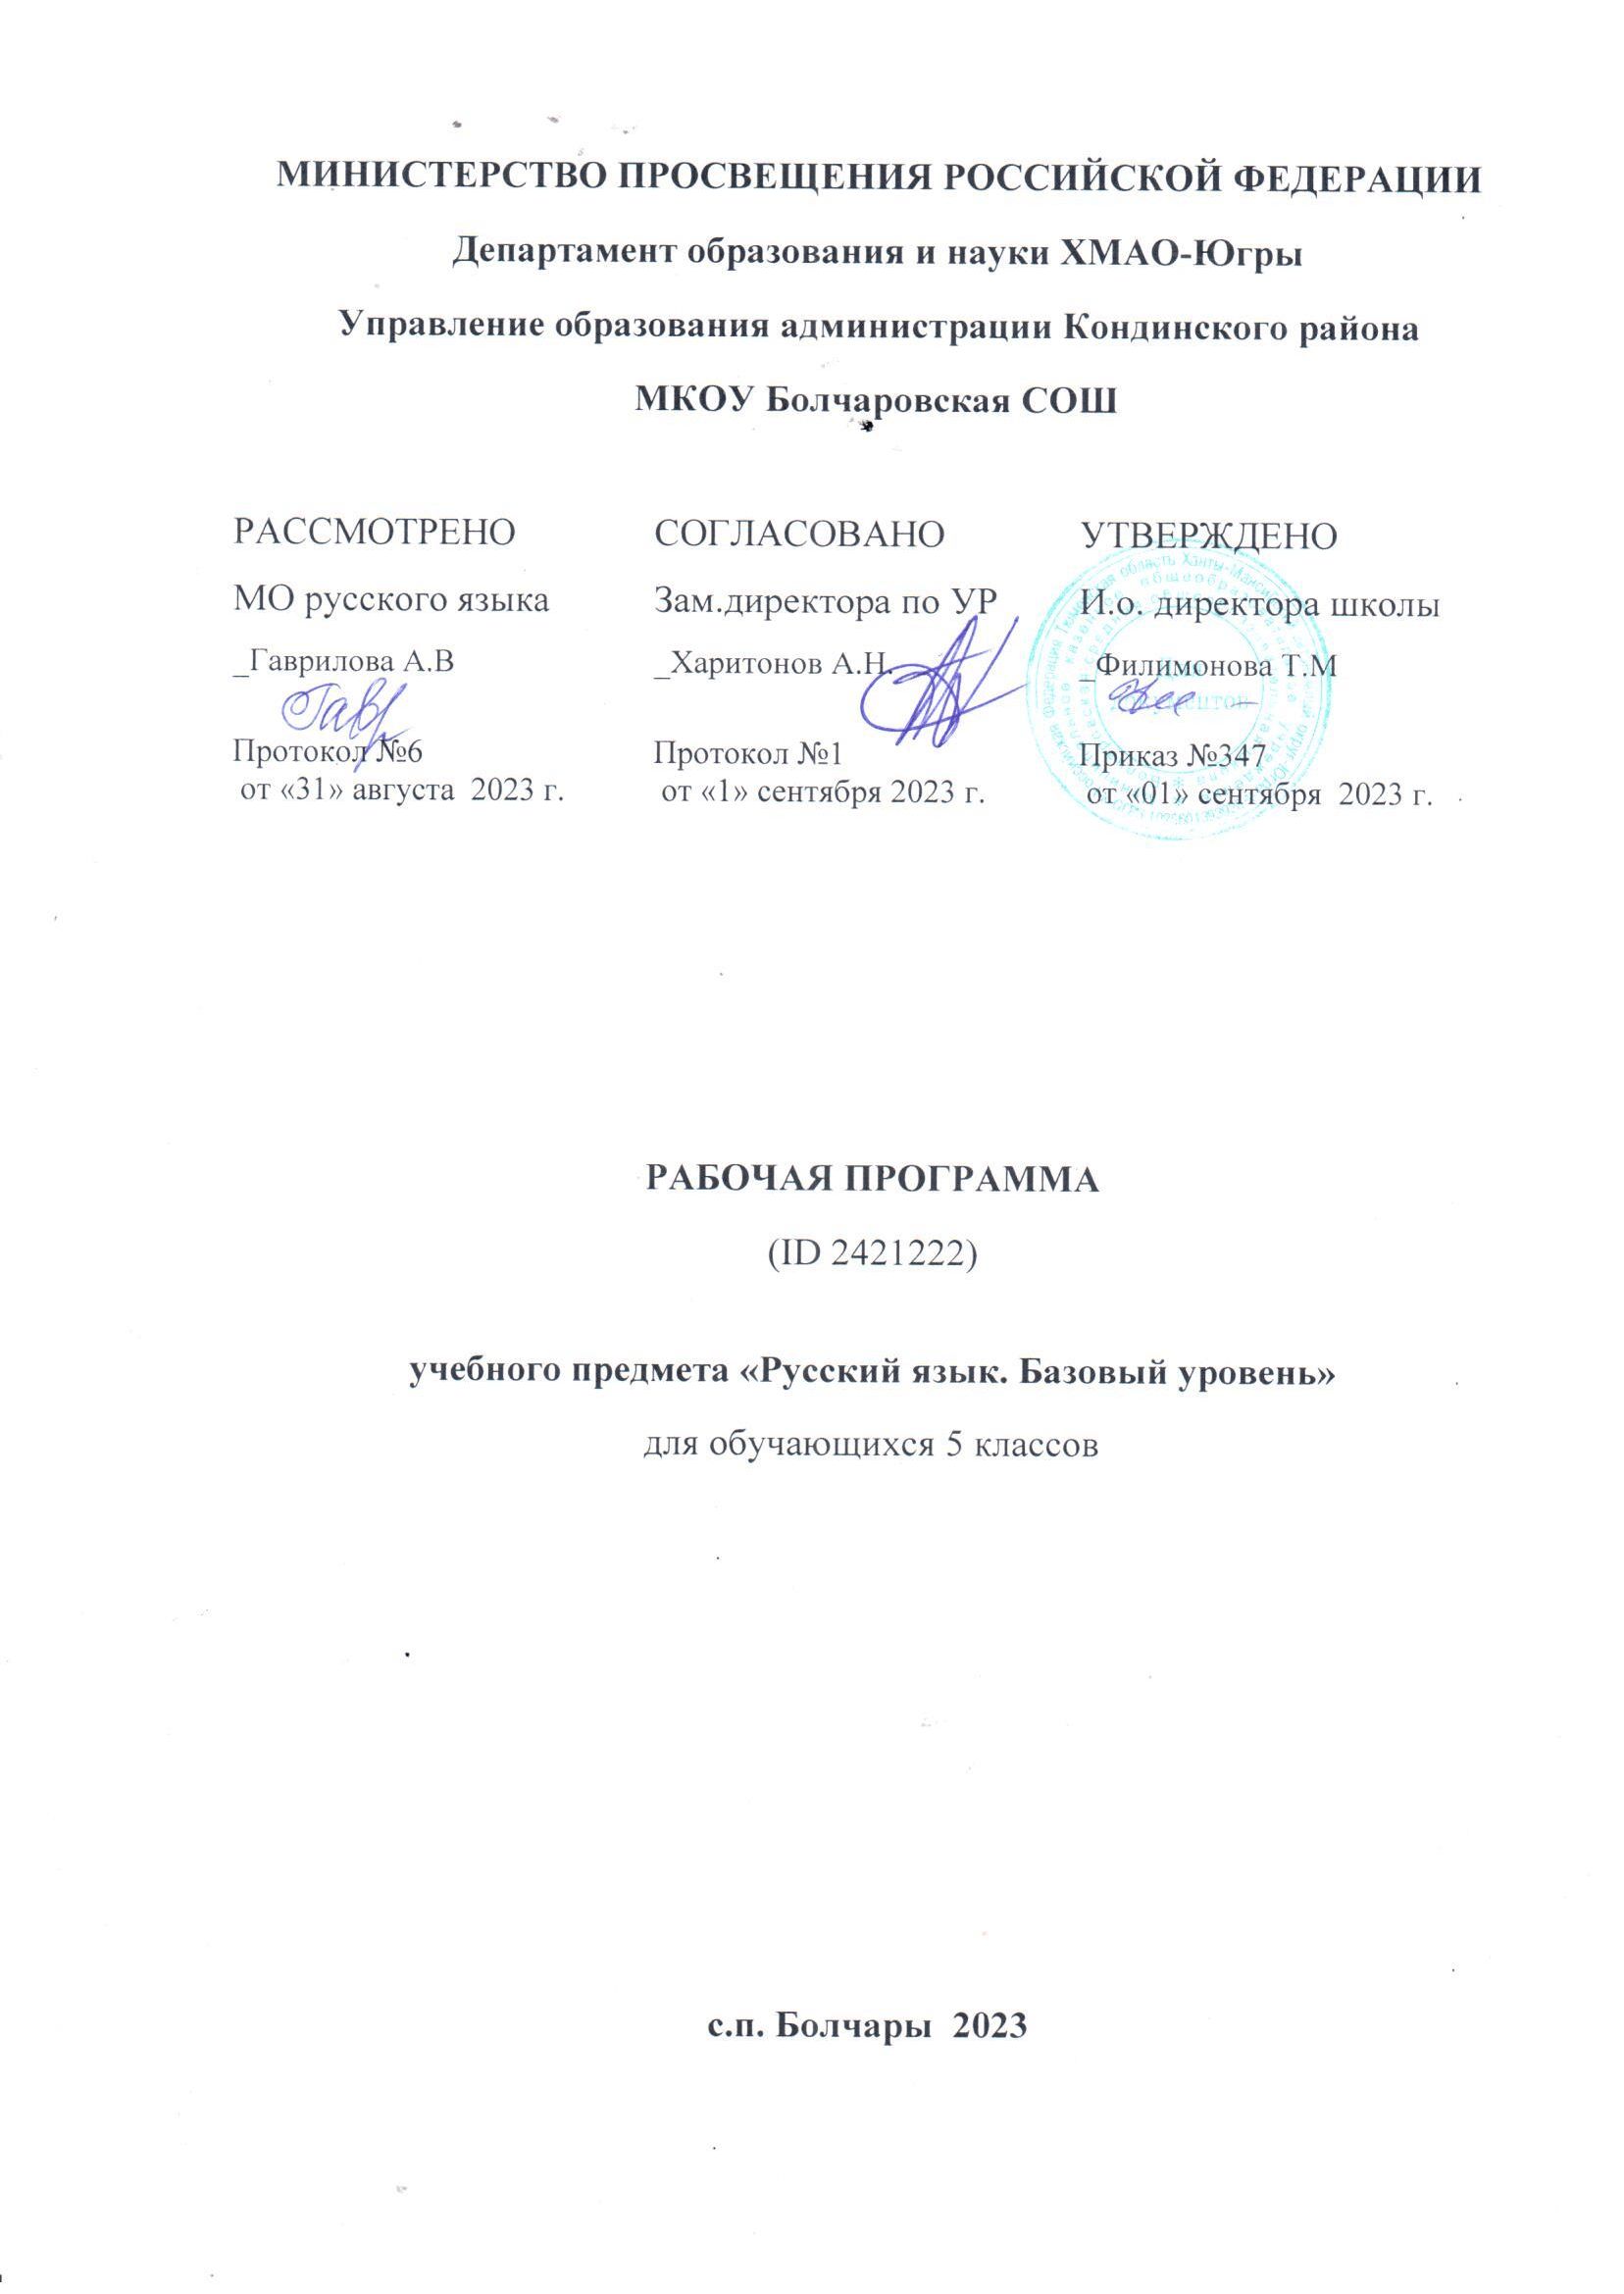 МИНИСТЕРСТВО ПРОСВЕЩЕНИЯ РОССИЙСКОЙ ФЕДЕРАЦИИ
Департамент образования и науки ХМАО-Югры
Управление образования администрации Кондинского района
МКОУ Болчаровская СОШ
РАССМОТРЕНО
МО русского языка
_Гаврилова А.В
Гавр
Протокол №6
от «31» августа 2023 г.
СОГЛАСОВАНО
Зам.директора по УР
_Харитонов А.Н.
Протокол №1
от «1» сентября 2023 г.
УТВЕРЖДЕНО
И.о. директора школы
_Филимонова Т.М
Приказ №347
от «01» сентября 2023 г.
РАБОЧАЯ ПРОГРАММА
(ID 2421222)
учебного предмета «Русский язык. Базовый уровень»
для обучающихся 5 классов
с.п. Болчары 2023